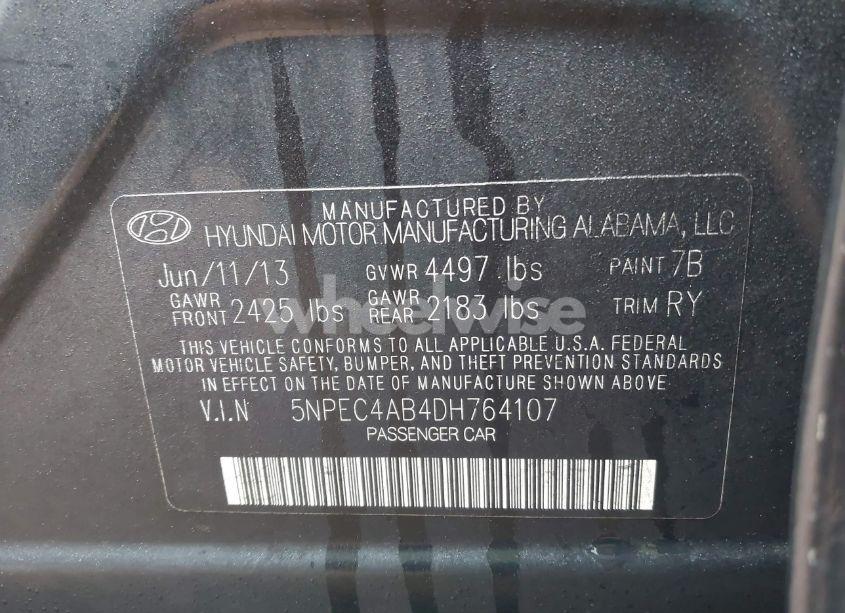 MANUFACTURED BY
HYUNDAI MOTOR MANUFACTURING ALABAMA, LLC
Jun/11/13 GVWR 4497 lbs PAINT 7B
GAWR FRONT 2425 lbs GAWR REAR 2183 lbs TRIM RY
wheelwise
THIS VEHICLE CONFORMS TO ALL APPLICABLE U.S.A. FEDERAL
MOTOR VEHICLE SAFETY, BUMPER, AND THEFT PREVENTION STANDARDS
IN EFFECT ON THE DATE OF MANUFACTURE SHOWN ABOVE
V.I.N 5NPEC4AB4DH764107
PASSENGER CAR